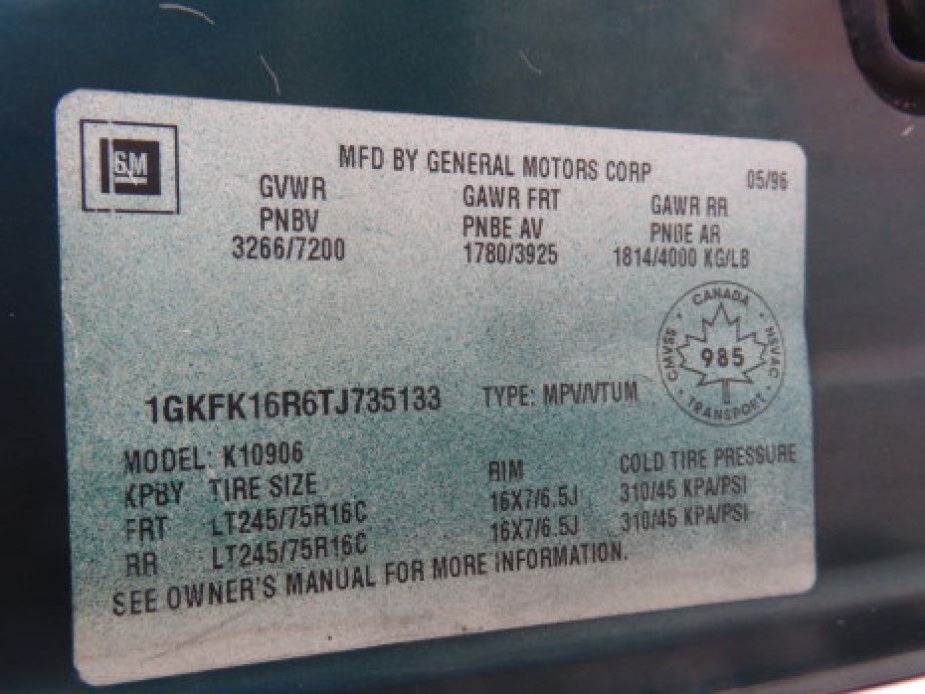 GM
MFD BY GENERAL MOTORS CORP 05/96
GVWR GAWR FRT GAWR RR
PNBV PNBE AV PNBE AR
3266/7200 1780/3925 1814/4000 KG/LB
CANADA
CMVSS 985 NSVAC
TRANSPORT
1GKFK16R6TJ735133 TYPE: MPV/VTUM
MODEL: K10906
KPBY TIRE SIZE RIM COLD TIRE PRESSURE
FRT LT245/75R16C 16X7/6.5J 310/45 KPA/PSI
RR LT245/75R16C 16X7/6.5J 310/45 KPA/PSI
SEE OWNER'S MANUAL FOR MORE INFORMATION.